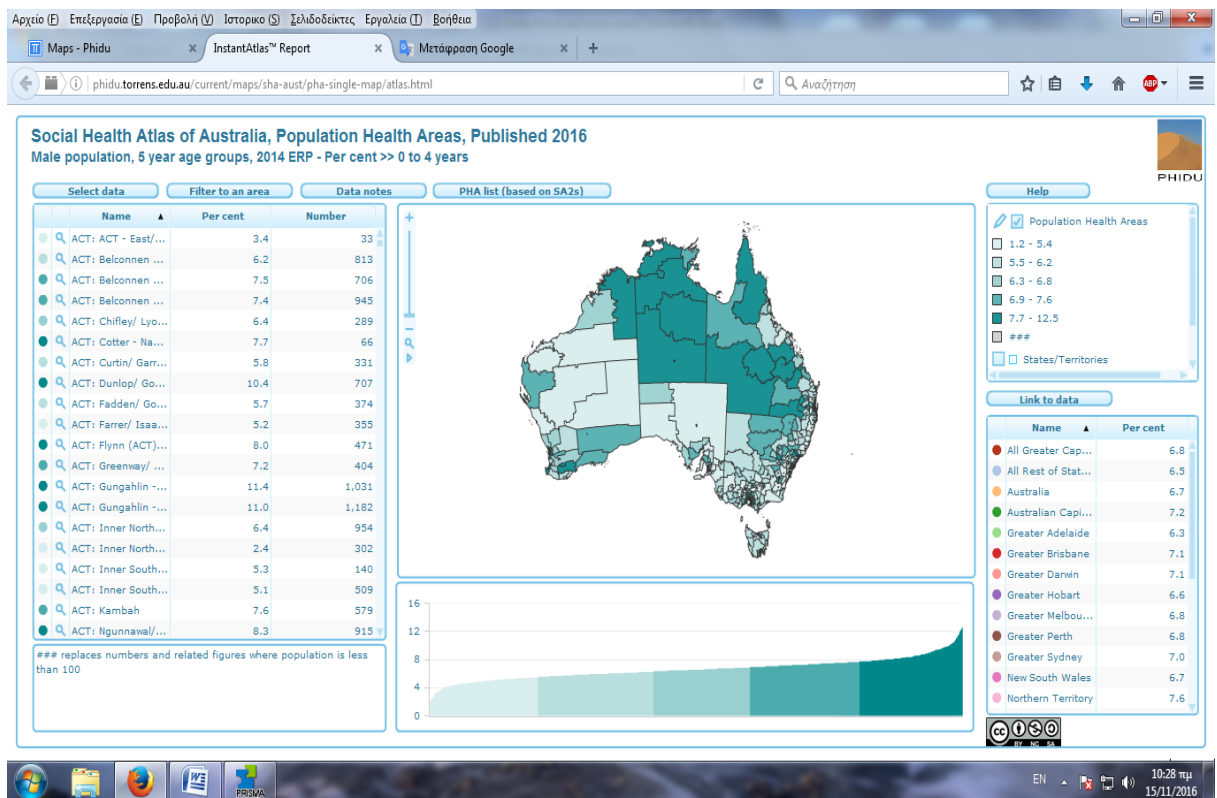 Αρχείο (F) Επεξεργασία (E) Προβολή (V) Ιστορικο (S) Σελιδοδείκτες Εργαλεία (T) Βοήθεια
Maps - Phidu × InstantAtlas™ Report × Μετάφραση Google × +
phidu.torrens.edu.au/current/maps/sha-aust/pha-single-map/atlas.html Αναζήτηση ABP
Social Health Atlas of Australia, Population Health Areas, Published 2016
Male population, 5 year age groups, 2014 ERP - Per cent >> 0 to 4 years
PHIDU
Select data Filter to an area Data notes PHA list (based on SA2s) Help
Name ▲ Per cent Number
ACT: ACT - East/... 3.4 33
ACT: Belconnen ... 6.2 813
ACT: Belconnen ... 7.5 706
ACT: Belconnen ... 7.4 945
ACT: Chifley/ Lyo... 6.4 289
ACT: Cotter - Na... 7.7 66
ACT: Curtin/ Garr... 5.8 331
ACT: Dunlop/ Go... 10.4 707
ACT: Fadden/ Go... 5.7 374
ACT: Farrer/ Isaa... 5.2 355
ACT: Flynn (ACT)... 8.0 471
ACT: Greenway/ ... 7.2 404
ACT: Gungahlin -... 11.4 1,031
ACT: Gungahlin -... 11.0 1,182
ACT: Inner North... 6.4 954
ACT: Inner North... 2.4 302
ACT: Inner South... 5.3 140
ACT: Inner South... 5.1 509
ACT: Kambah 7.6 579
ACT: Ngunnawal/... 8.3 915
### replaces numbers and related figures where population is less
than 100
16
12
8
4
0
Population Health Areas
1.2 - 5.4
5.5 - 6.2
6.3 - 6.8
6.9 - 7.6
7.7 - 12.5
###
States/Territories
Link to data
Name ▲ Per cent
All Greater Cap... 6.8
All Rest of Stat... 6.5
Australia 6.7
Australian Capi... 7.2
Greater Adelaide 6.3
Greater Brisbane 7.1
Greater Darwin 7.1
Greater Hobart 6.6
Greater Melbou... 6.8
Greater Perth 6.8
Greater Sydney 7.0
New South Wales 6.7
Northern Territory 7.6
cc BY NC SA
PRISMA
EN 10:28 πμ
15/11/2016